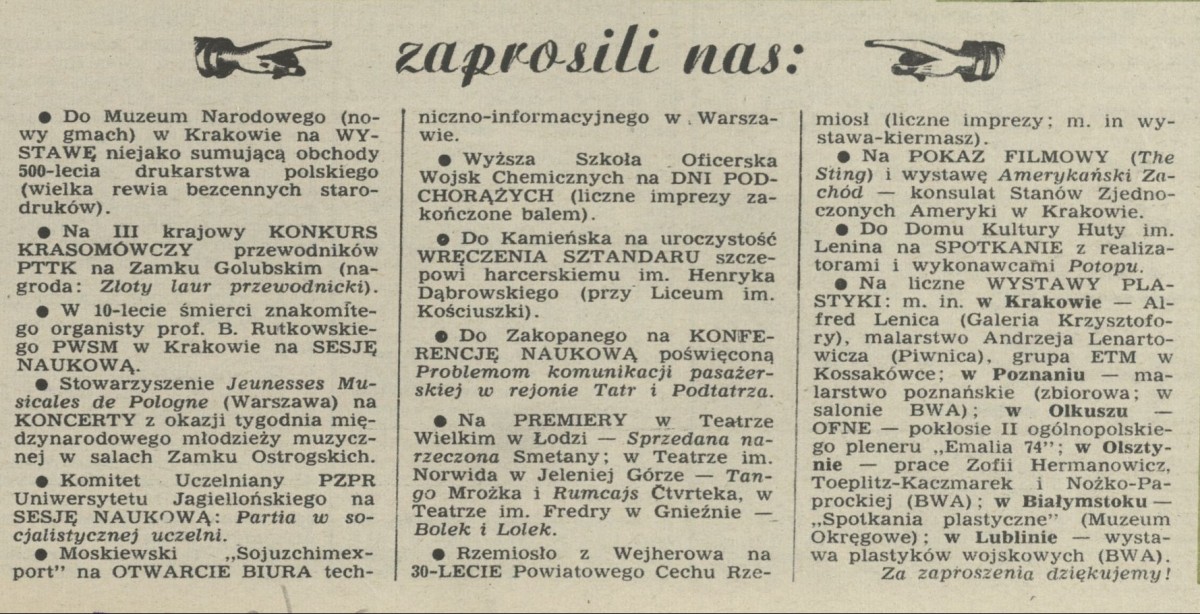 zaprosili nas:
● Do Muzeum Narodowego (no-
wy gmach) w Krakowie na WY-
STAWĘ niejako sumującą obchody
500-lecia drukarstwa polskiego
(wielka rewia bezcennych staro-
druków).
● Na III krajowy KONKURS
KRASOMÓWCZY przewodników
PTTK na Zamku Golubskim (na-
groda: Złoty laur przewodnicki).
● W 10-lecie śmierci znakomite-
go organisty prof. B. Rutkowskie-
go PWSM w Krakowie na SESJĘ
NAUKOWĄ.
● Stowarzyszenie Jeunesses Mu-
sicales de Pologne (Warszawa) na
KONCERTY z okazji tygodnia mię-
dzynarodowego młodzieży muzycz-
nej w salach Zamku Ostrogskich.
● Komitet Uczelniany PZPR
Uniwersytetu Jagiellońskiego na
SESJĘ NAUKOWĄ: Partia w so-
cjalistycznej uczelni.
● Moskiewski „Sojuzchimex-
port" na OTWARCIE BIURA tech-
niczno-informacyjnego w Warsza-
wie.
● Wyższa Szkoła Oficerska
Wojsk Chemicznych na DNI POD-
CHORĄŻYCH (liczne imprezy za-
kończone balem).
● Do Kamieńska na uroczystość
WRĘCZENIA SZTANDARU szcze-
powi harcerskiemu im. Henryka
Dąbrowskiego (przy Liceum im.
Kościuszki).
● Do Zakopanego na KONFE-
RENCJĘ NAUKOWĄ poświęconą
Problemom komunikacji pasażer-
skiej w rejonie Tatr i Podtatrza.
● Na PREMIERY w Teatrze
Wielkim w Łodzi — Sprzedana na-
rzeczona Smetany; w Teatrze im.
Norwida w Jeleniej Górze — Tan-
go Mrożka i Rumcajs Čtvrteka, w
Teatrze im. Fredry w Gnieźnie —
Bolek i Lolek.
● Rzemiosło z Wejherowa na
30-LECIE Powiatowego Cechu Rze-
miosł (liczne imprezy; m. in wy-
stawa-kiermasz).
● Na POKAZ FILMOWY (The
Sting) i wystawę Amerykański Za-
chód — konsulat Stanów Zjedno-
czonych Ameryki w Krakowie.
● Do Domu Kultury Huty im.
Lenina na SPOTKANIE z realiza-
torami i wykonawcami Potopu.
● Na liczne WYSTAWY PLA-
STYKI: m. in. w Krakowie — Al-
fred Lenica (Galeria Krzysztofo-
ry), malarstwo Andrzeja Lenarto-
wicza (Piwnica), grupa ETM w
Kossakówce; w Poznaniu — ma-
larstwo poznańskie (zbiorowa; w
salonie BWA); w Olkuszu —
OFNE — pokłosie II ogólnopolskie-
go pleneru „Emalia 74"; w Olszty-
nie — prace Zofii Hermanowicz,
Toeplitz-Kaczmarek i Nożko-Pa-
prockiej (BWA); w Białymstoku —
„Spotkania plastyczne" (Muzeum
Okręgowe); w Lublinie — wysta-
wa plastyków wojskowych (BWA).
Za zaproszenia dziękujemy!